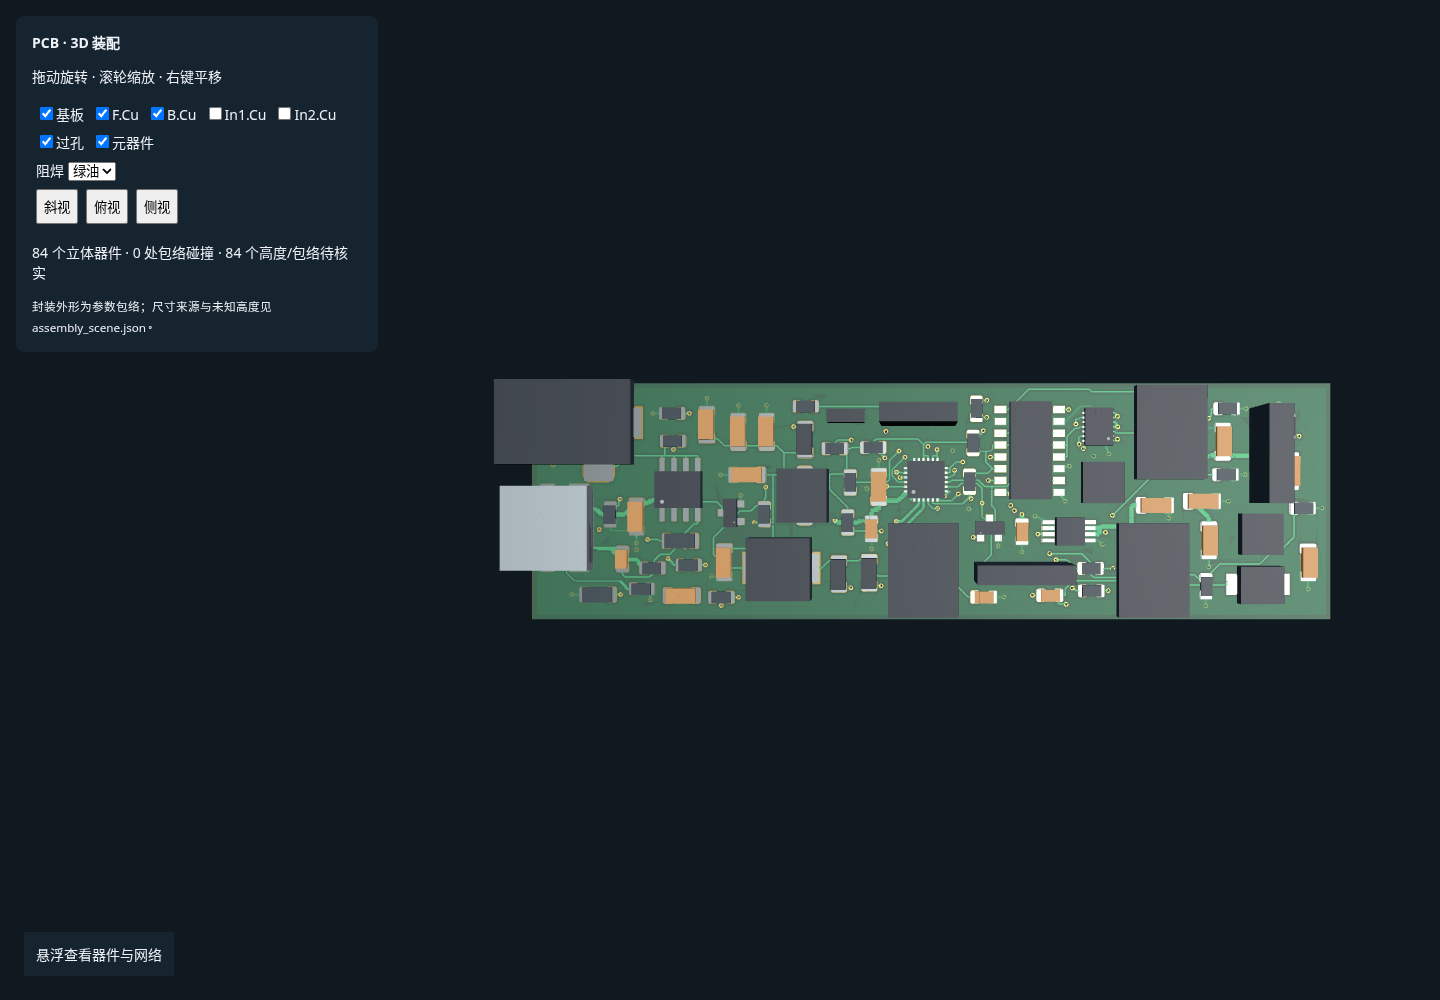 PCB · 3D 装配
拖动旋转 · 滚轮缩放 · 右键平移
基板 F.Cu B.Cu In1.Cu In2.Cu
过孔 元器件
阻焊 绿油
斜视 俯视 侧视
84 个立体器件 · 0 处包络碰撞 · 84 个高度/包络待核
实
封装外形为参数包络；尺寸来源与未知高度见
assembly_scene.json。
悬浮查看器件与网络